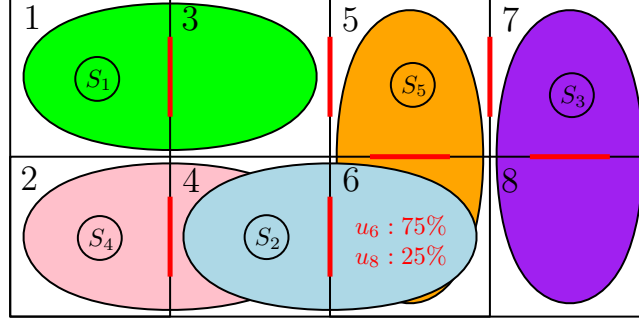 1 3 5 7
S₁ S₅ S₃
2 4 6 8
S₄ S₂ u₆ : 75%
u₈ : 25%